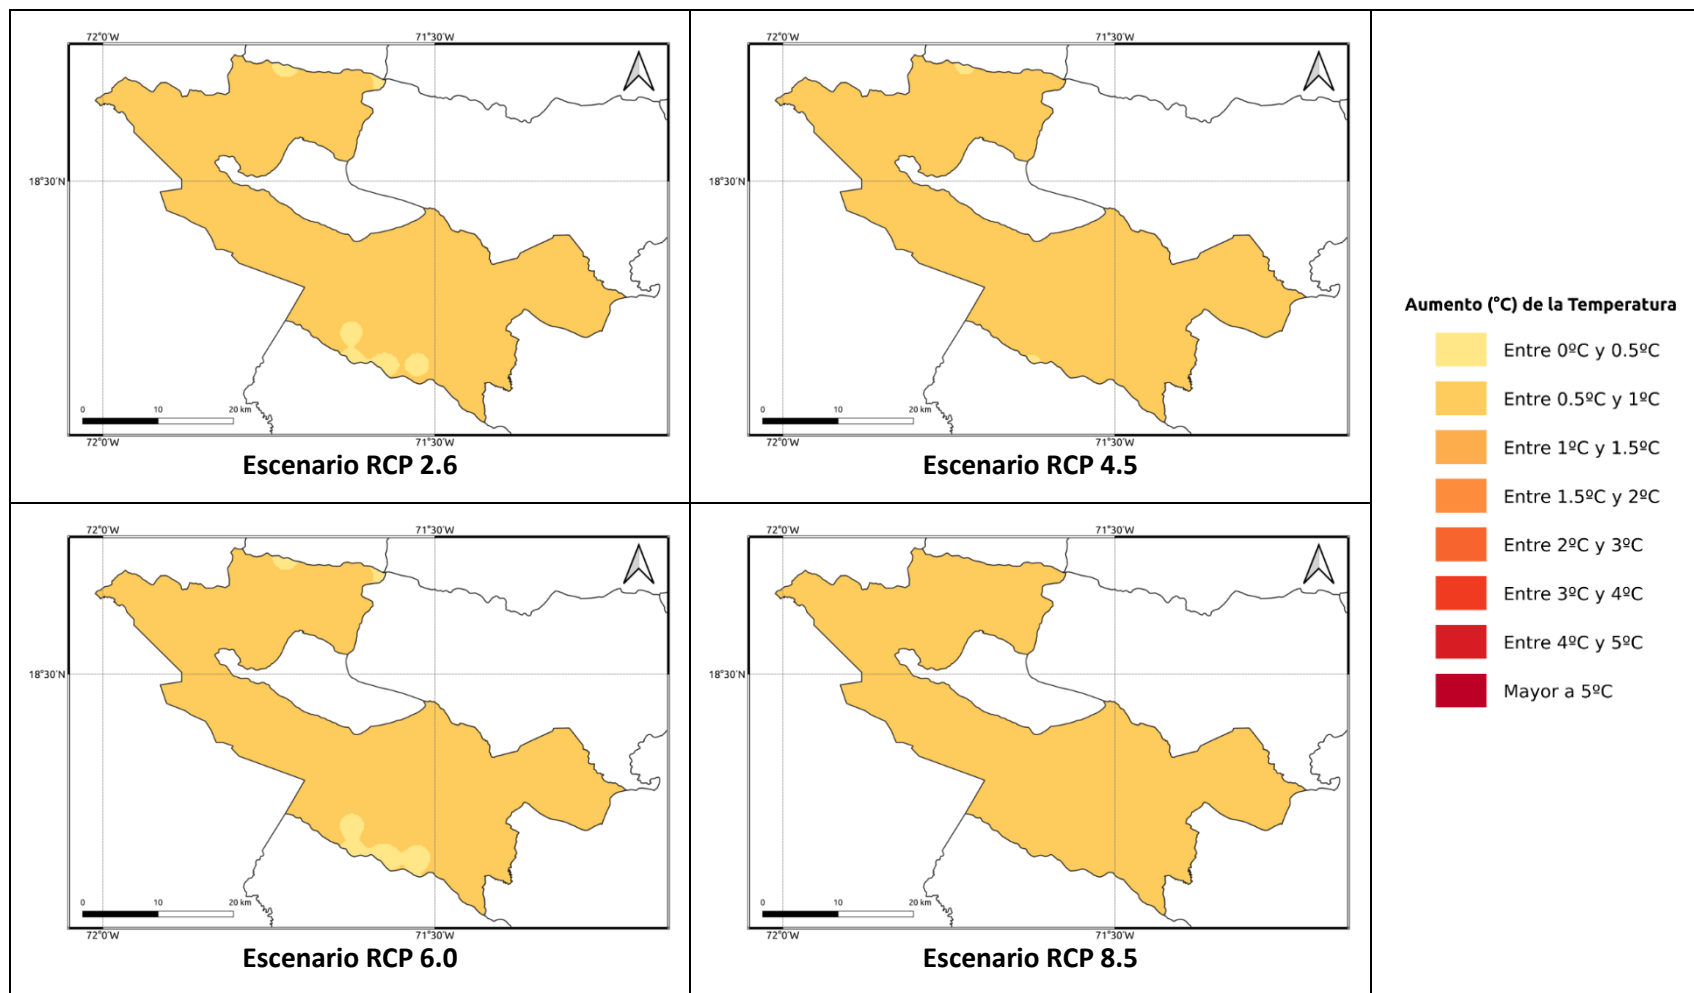 72°0'W 71°30'W
18°30'N
0 10 20 km
72°0'W 71°30'W
Escenario RCP 2.6
72°0'W 71°30'W
18°30'N
0 10 20 km
72°0'W 71°30'W
Escenario RCP 4.5
72°0'W 71°30'W
18°30'N
0 10 20 km
72°0'W 71°30'W
Escenario RCP 6.0
72°0'W 71°30'W
18°30'N
0 10 20 km
72°0'W 71°30'W
Escenario RCP 8.5
Aumento (°C) de la Temperatura
Entre 0ºC y 0.5ºC
Entre 0.5ºC y 1ºC
Entre 1ºC y 1.5ºC
Entre 1.5ºC y 2ºC
Entre 2ºC y 3ºC
Entre 3ºC y 4ºC
Entre 4ºC y 5ºC
Mayor a 5ºC